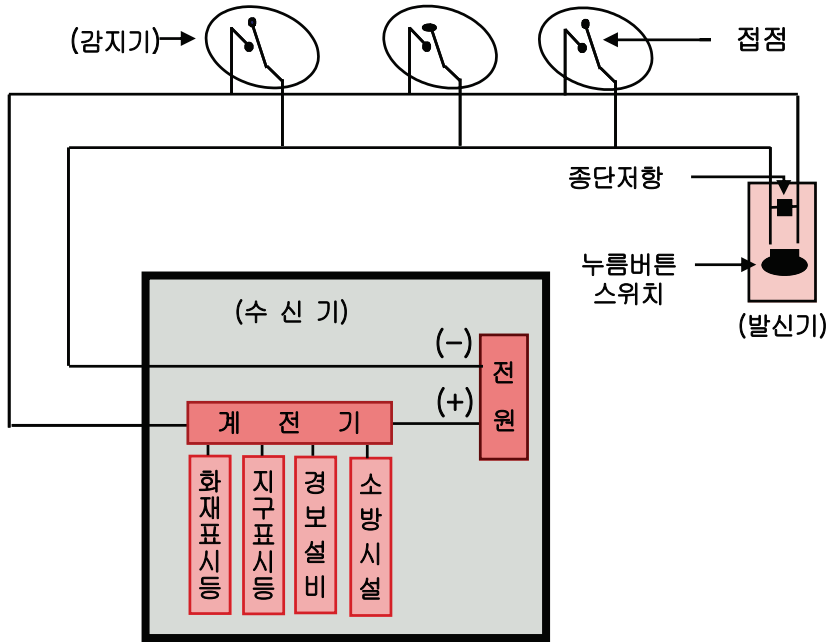 (감지기)
접점
종단저항
누름버튼
스위치
(발신기)
(수 신 기)
(−)
전
원
(+)
계 전 기
화
재
표
시
등
지
구
표
시
등
경
보
설
비
소
방
시
설